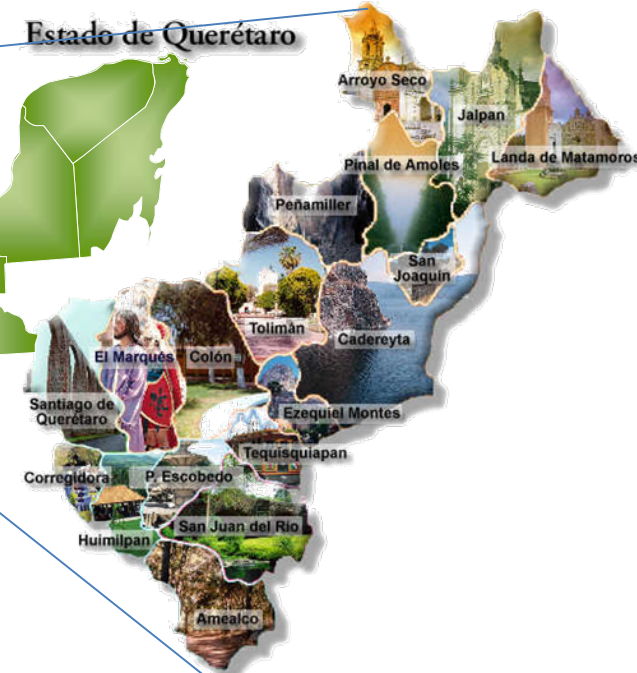 Estado de Querétaro
Arroyo Seco
Jalpan
Pinal de Amoles
Landa de Matamoros
Peñamiller
San
Joaquín
Tolimán
Cadereyta
El Marqués
Colón
Santiago de
Querétaro
Ezequiel Montes
Tequisquiapan
Corregidora
P. Escobedo
San Juan del Río
Huimilpan
Amealco